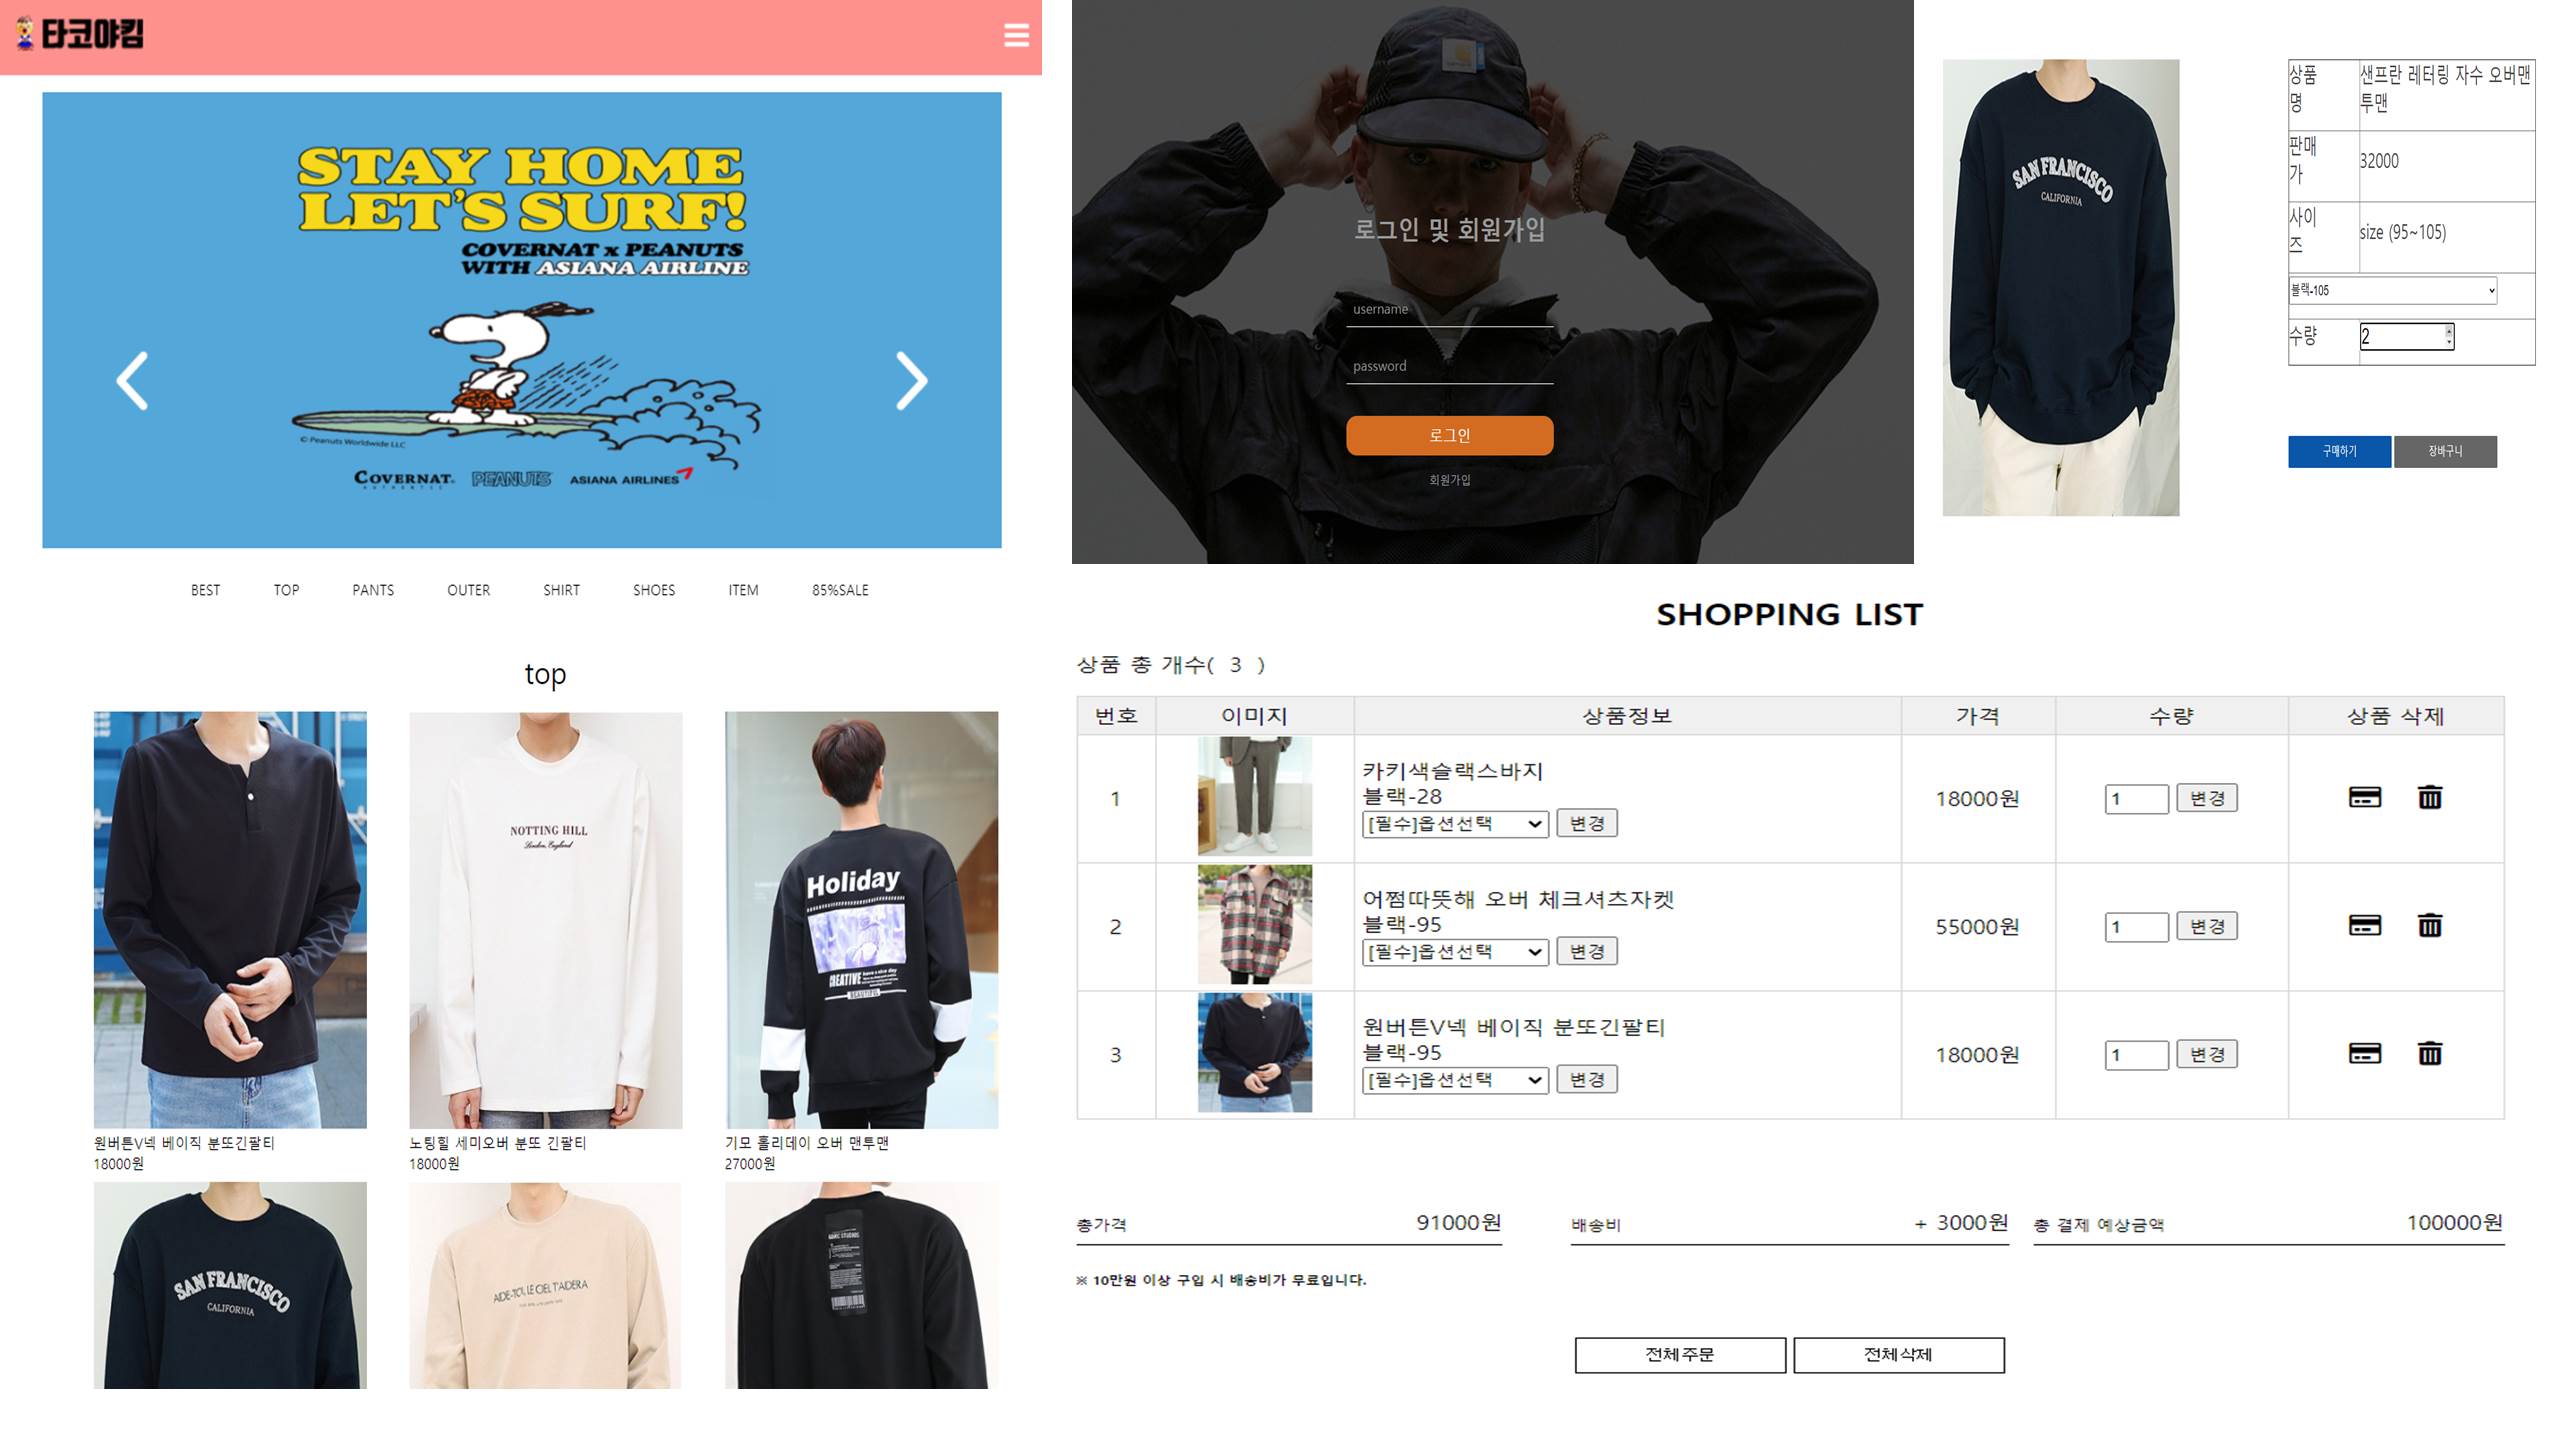 타코야킴
STAY HOME
LET'S SURF!
COVERNAT x PEANUTS
WITH ASIANA AIRLINE
© Peanuts Worldwide LLC
COVERNAT
AUTHENTIC
PEANUTS
ASIANA AIRLINES
BEST TOP PANTS OUTER SHIRT SHOES ITEM 85%SALE
top
NOTTING HILL
London, England
Holiday
CREATIVE have a nice day
BEAUTIFUL
원버튼V넥 베이직 분또긴팔티
18000원
노팅힐 세미오버 분또 긴팔티
18000원
기모 홀리데이 오버 맨투맨
27000원
SAN FRANCISCO
CALIFORNIA
AIDE-TOI, LE CIEL T'AIDERA
로그인 및 회원가입
username
password
로그인
회원가입
SAN FRANCISCO
CALIFORNIA
상품명 샌프란 레터링 자수 오버맨투맨
판매가 32000
사이즈 size (95~105)
블랙-105
수량 2
구매하기 장바구니
SHOPPING LIST
상품 총 개수( 3 )
번호 이미지 상품정보 가격 수량 상품 삭제
1 카키색슬랙스바지
블랙-28
[필수]옵션선택 변경
18000원 1 변경
2 어쩜따뜻해 오버 체크셔츠자켓
블랙-95
[필수]옵션선택 변경
55000원 1 변경
3 원버튼V넥 베이직 분또긴팔티
블랙-95
[필수]옵션선택 변경
18000원 1 변경
총가격 91000원 배송비 + 3000원 총 결제 예상금액 100000원
※ 10만원 이상 구입 시 배송비가 무료입니다.
전체주문 전체삭제